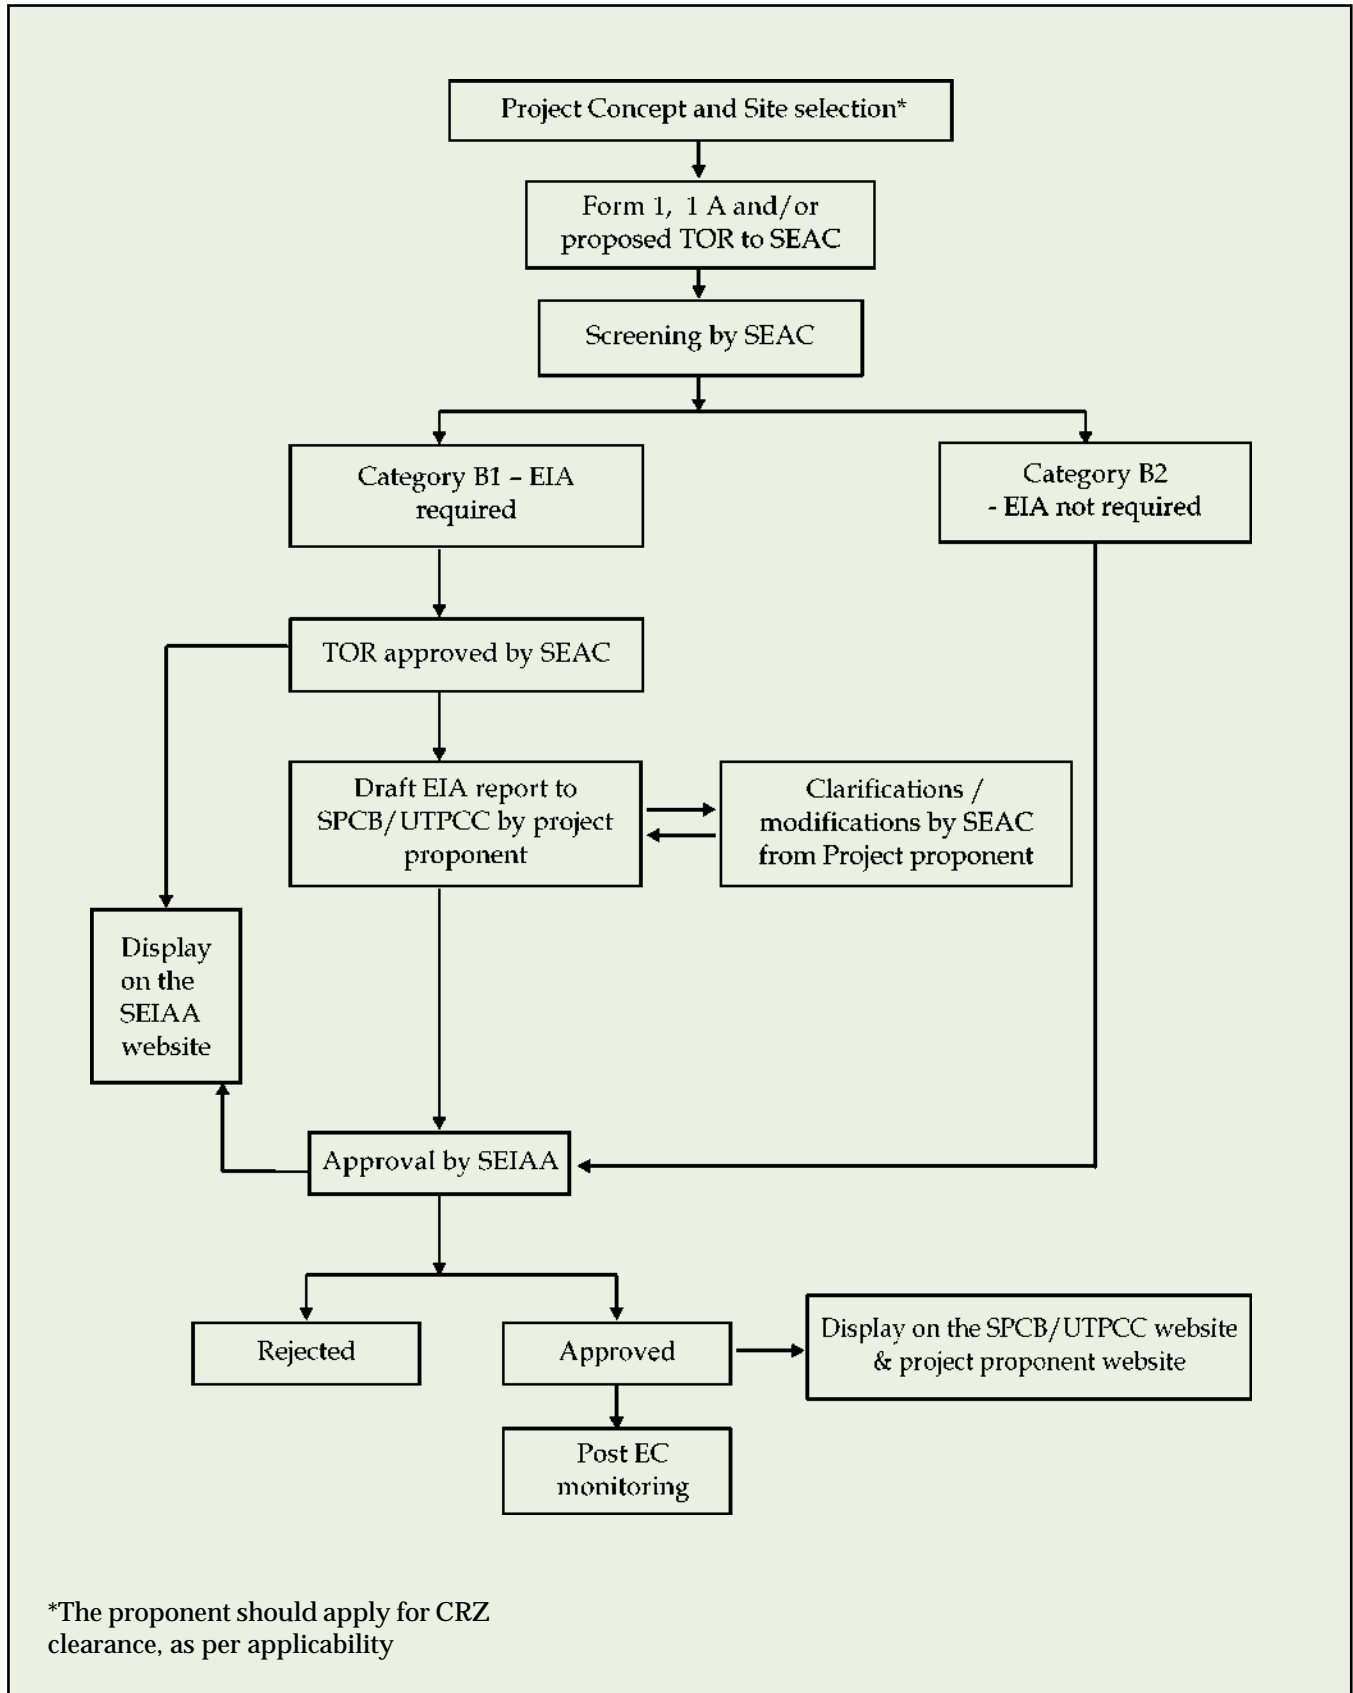 Project Concept and Site selection*
Form 1, 1 A and/or
proposed TOR to SEAC
Screening by SEAC
Category B1 – EIA
required
Category B2
- EIA not required
TOR approved by SEAC
Draft EIA report to
SPCB/UTPCC by project
proponent
Clarifications /
modifications by SEAC
from Project proponent
Display
on the
SEIAA
website
Approval by SEIAA
Rejected
Approved
Display on the SPCB/UTPCC website
& project proponent website
Post EC
monitoring
*The proponent should apply for CRZ
clearance, as per applicability